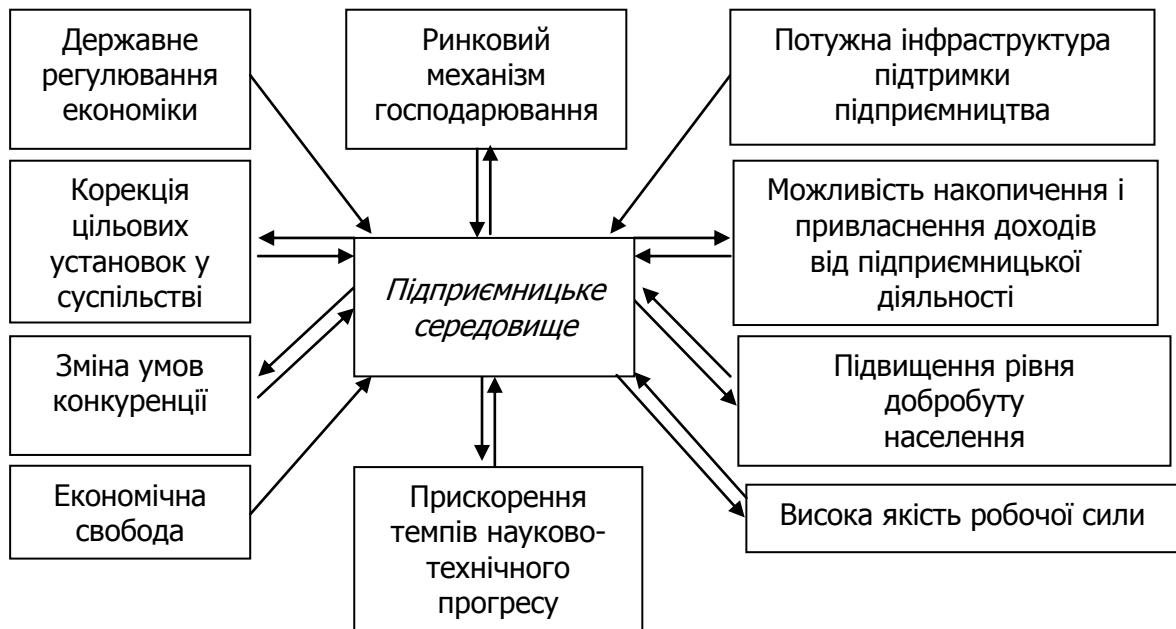 Державне
регулювання
економіки
Ринковий
механізм
господарювання
Потужна інфраструктура
підтримки
підприємництва
Корекція
цільових
установок у
суспільстві
Підприємницьке
середовище
Можливість накопичення і
привласнення доходів
від підприємницької
діяльності
Зміна умов
конкуренції
Підвищення рівня
добробуту
населення
Економічна
свобода
Прискорення
темпів науково-
технічного
прогресу
Висока якість робочої сили